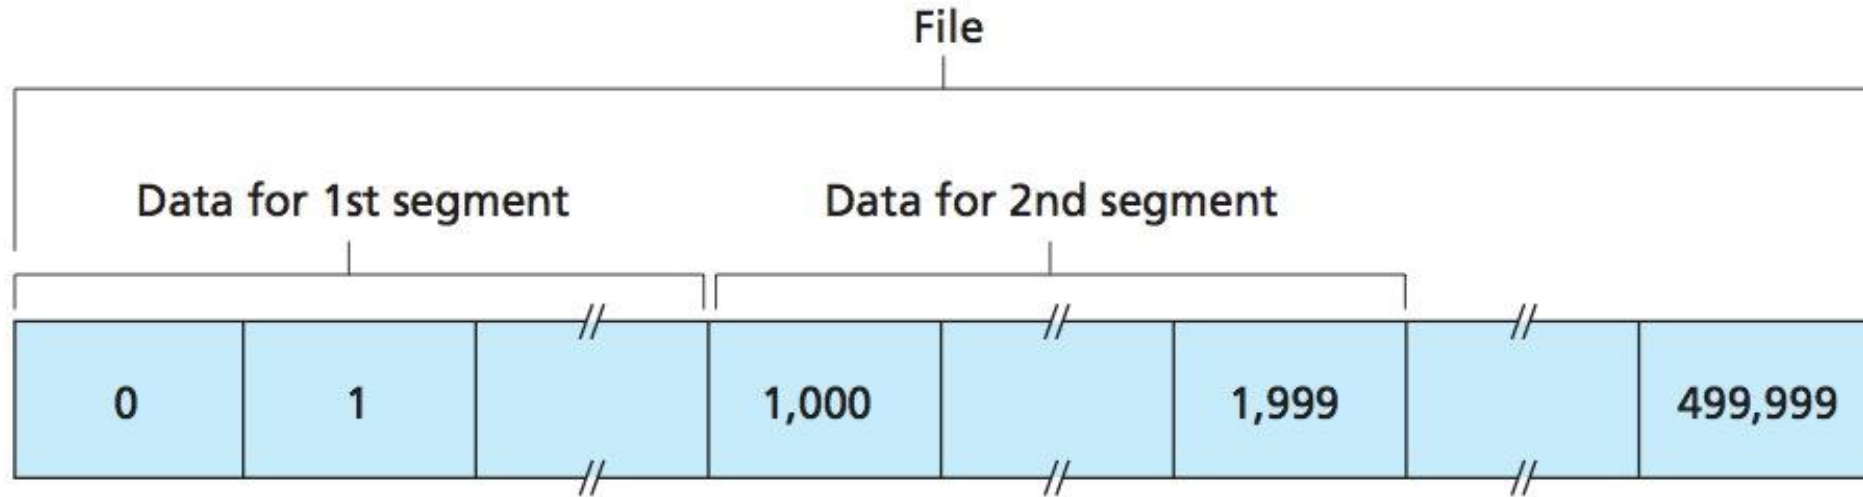 File
Data for 1st segment Data for 2nd segment
0 1 1,000 1,999 499,999